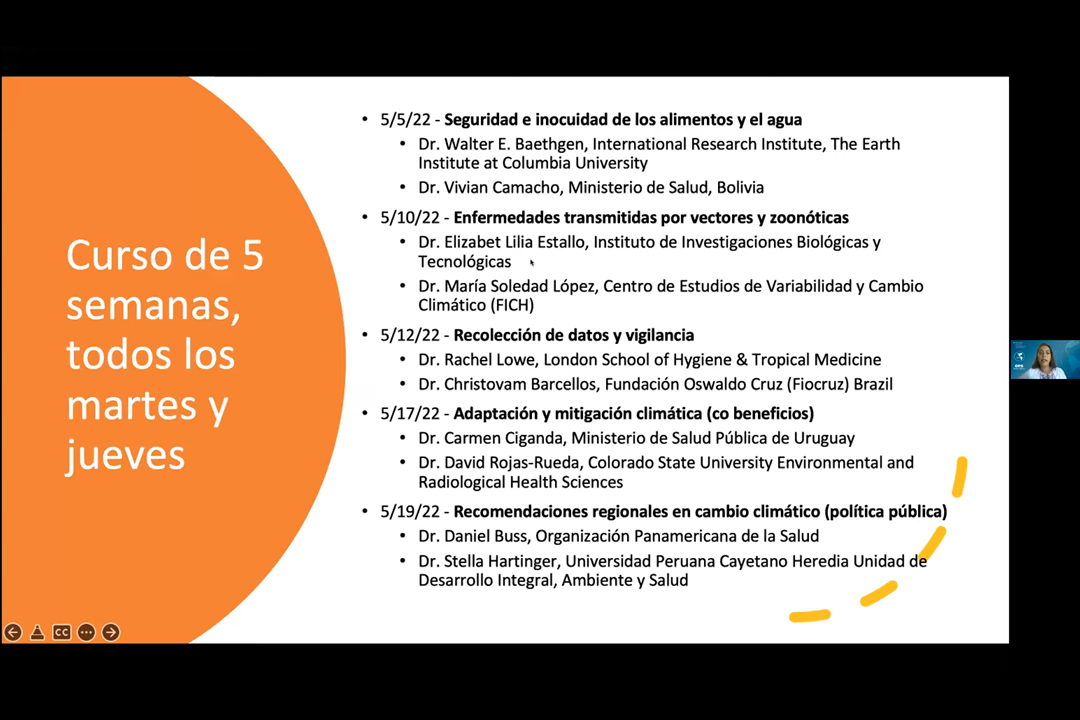 Curso de 5
semanas,
todos los
martes y
jueves
• 5/5/22 - Seguridad e inocuidad de los alimentos y el agua
• Dr. Walter E. Baethgen, International Research Institute, The Earth
Institute at Columbia University
• Dr. Vivian Camacho, Ministerio de Salud, Bolivia
• 5/10/22 - Enfermedades transmitidas por vectores y zoonóticas
• Dr. Elizabet Lilia Estallo, Instituto de Investigaciones Biológicas y
Tecnológicas
• Dr. María Soledad López, Centro de Estudios de Variabilidad y Cambio
Climático (FICH)
• 5/12/22 - Recolección de datos y vigilancia
• Dr. Rachel Lowe, London School of Hygiene & Tropical Medicine
• Dr. Christovam Barcellos, Fundación Oswaldo Cruz (Fiocruz) Brazil
• 5/17/22 - Adaptación y mitigación climática (co beneficios)
• Dr. Carmen Ciganda, Ministerio de Salud Pública de Uruguay
• Dr. David Rojas-Rueda, Colorado State University Environmental and
Radiological Health Sciences
• 5/19/22 - Recomendaciones regionales en cambio climático (política pública)
• Dr. Daniel Buss, Organización Panamericana de la Salud
• Dr. Stella Hartinger, Universidad Peruana Cayetano Heredia Unidad de
Desarrollo Integral, Ambiente y Salud
CC
OPS